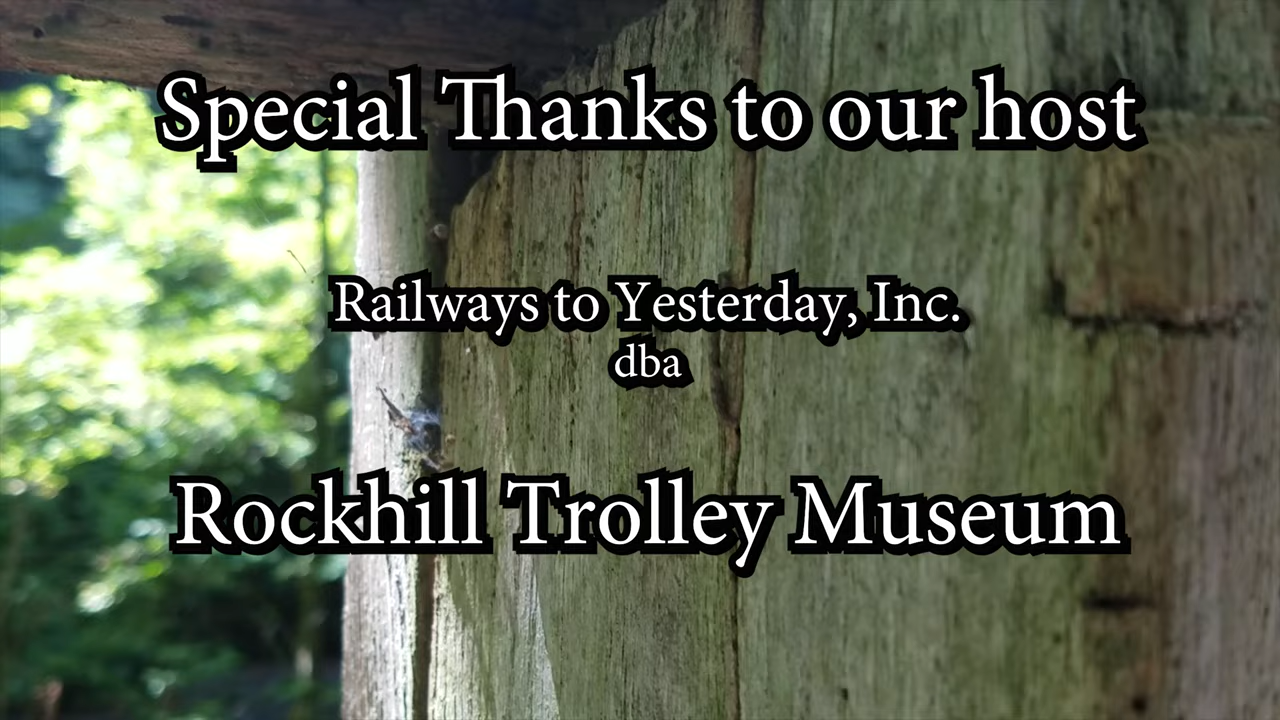 Special Thanks to our host
Railways to Yesterday, Inc.
dba
Rockhill Trolley Museum